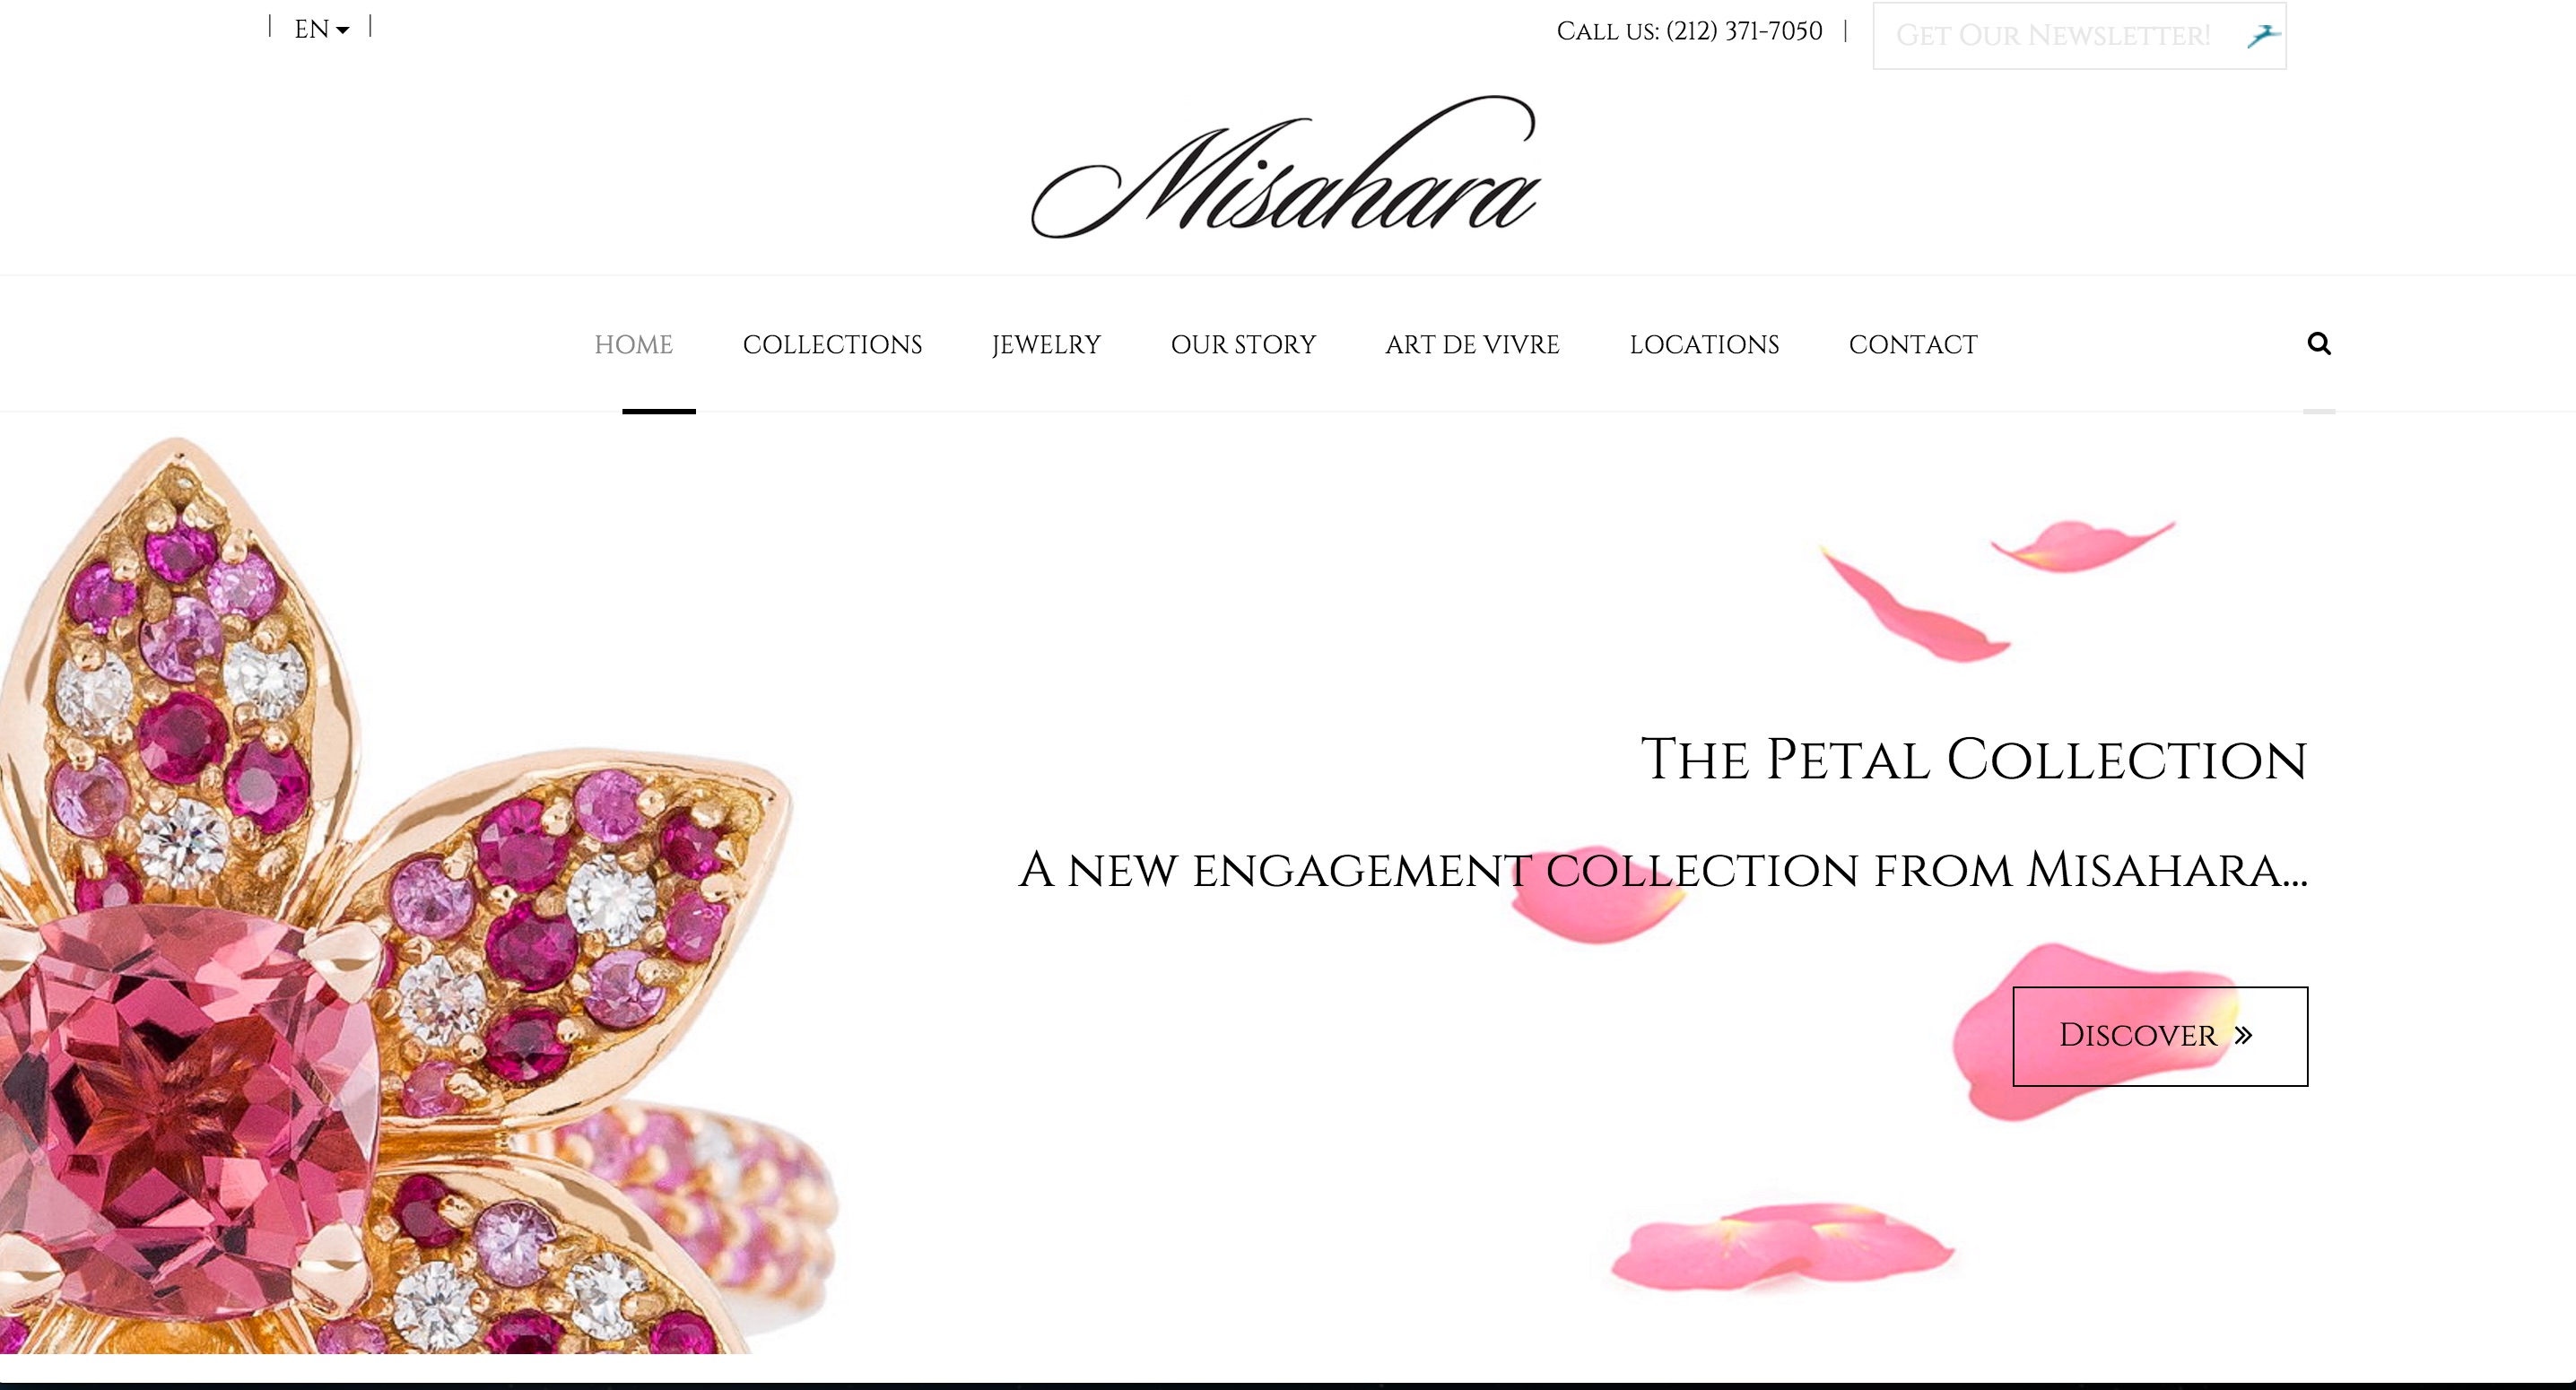 EN
Call us: (212) 371-7050
Get Our Newsletter!
Misahara
HOME COLLECTIONS JEWELRY OUR STORY ART DE VIVRE LOCATIONS CONTACT
The Petal Collection
A new engagement collection from Misahara...
Discover »